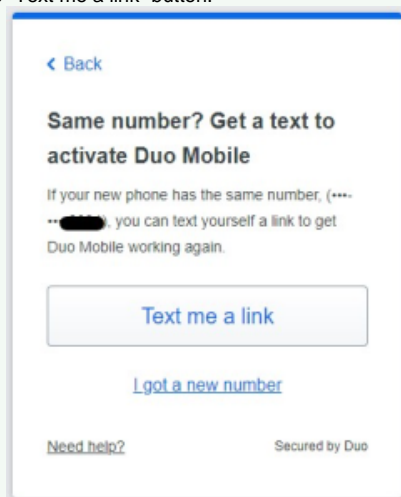 Text me a link" button.
< Back
Same number? Get a text to
activate Duo Mobile
If your new phone has the same number, (•••-
•••), you can text yourself a link to get
Duo Mobile working again.
Text me a link
I got a new number
Need help? Secured by Duo